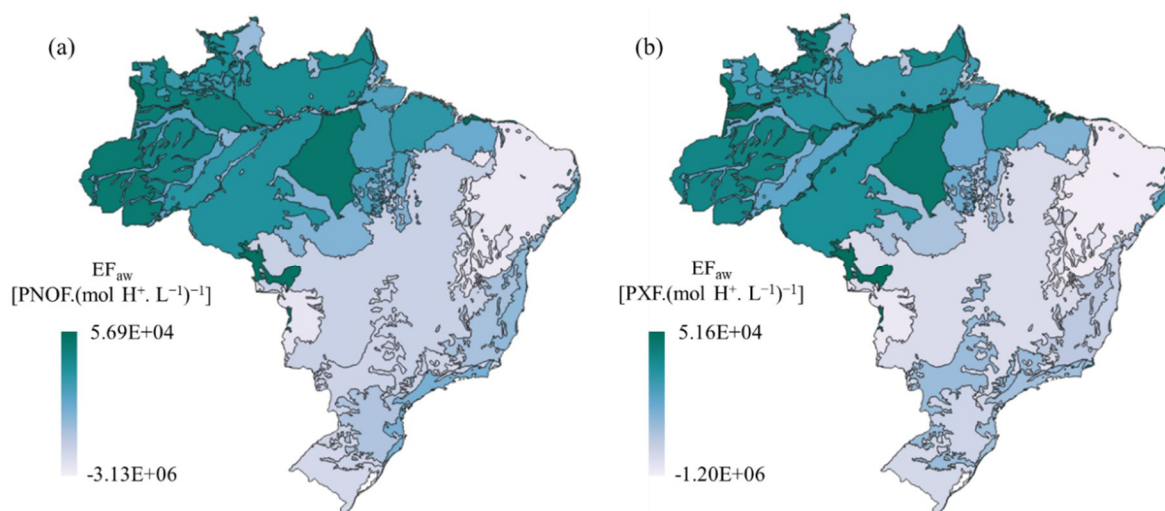 (a)
EFaw
[PNOF.(mol H⁺. L⁻¹)⁻¹]
5.69E+04
-3.13E+06
(b)
EFaw
[PXF.(mol H⁺. L⁻¹)⁻¹]
5.16E+04
-1.20E+06